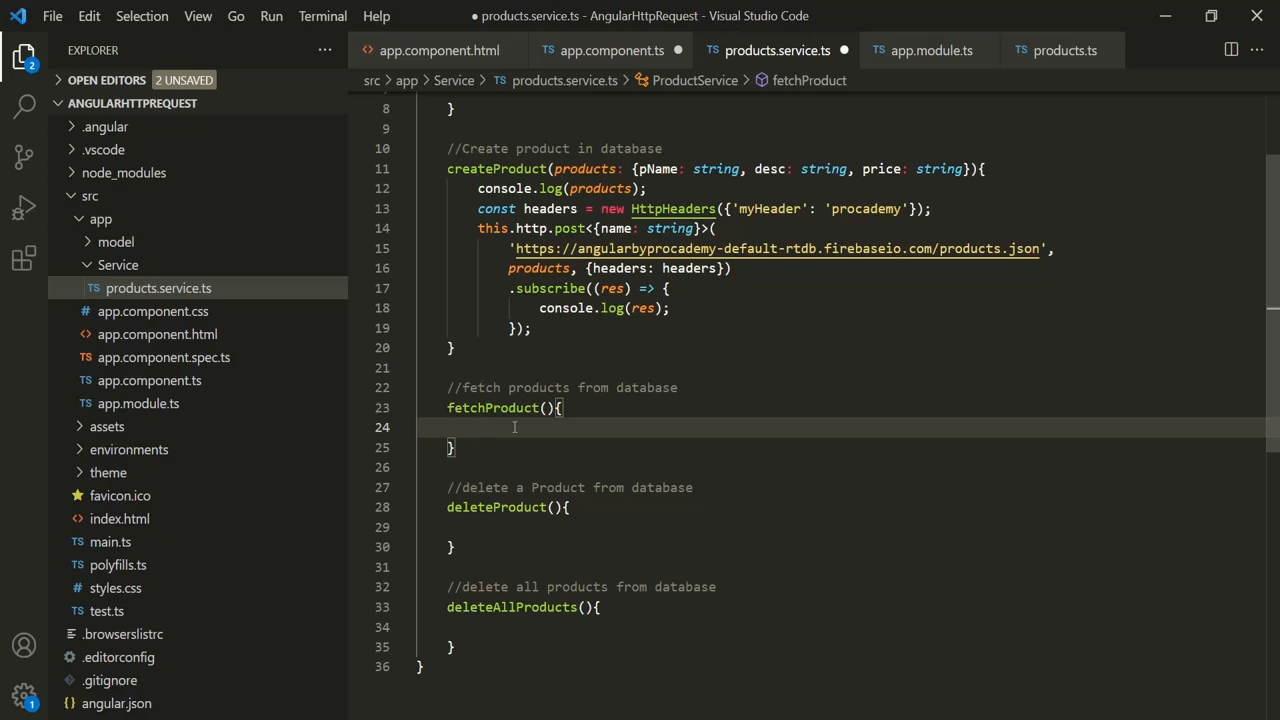 File Edit Selection View Go Run Terminal Help
● products.service.ts - AngularHttpRequest - Visual Studio Code
EXPLORER
OPEN EDITORS 2 UNSAVED
ANGULARHTTPREQUEST
.angular
.vscode
node_modules
src
app
model
Service
TS products.service.ts
app.component.css
<> app.component.html
TS app.component.spec.ts
TS app.component.ts
TS app.module.ts
assets
environments
theme
favicon.ico
<> index.html
TS main.ts
TS polyfills.ts
styles.css
TS test.ts
.browserslistrc
.editorconfig
.gitignore
{} angular.json
2
1
<> app.component.html TS app.component.ts ● TS products.service.ts ● TS app.module.ts TS products.ts
src > app > Service > TS products.service.ts > ProductService > fetchProduct
8 }
9
10 //Create product in database
11 createProduct(products: {pName: string, desc: string, price: string}){
12 console.log(products);
13 const headers = new HttpHeaders({'myHeader': 'procademy'});
14 this.http.post<{name: string}>(
15 'https://angularbyprocademy-default-rtdb.firebaseio.com/products.json',
16 products, {headers: headers})
17 .subscribe((res) => {
18 console.log(res);
19 });
20 }
21
22 //fetch products from database
23 fetchProduct(){
24
25 }
26
27 //delete a Product from database
28 deleteProduct(){
29
30 }
31
32 //delete all products from database
33 deleteAllProducts(){
34
35 }
36 }